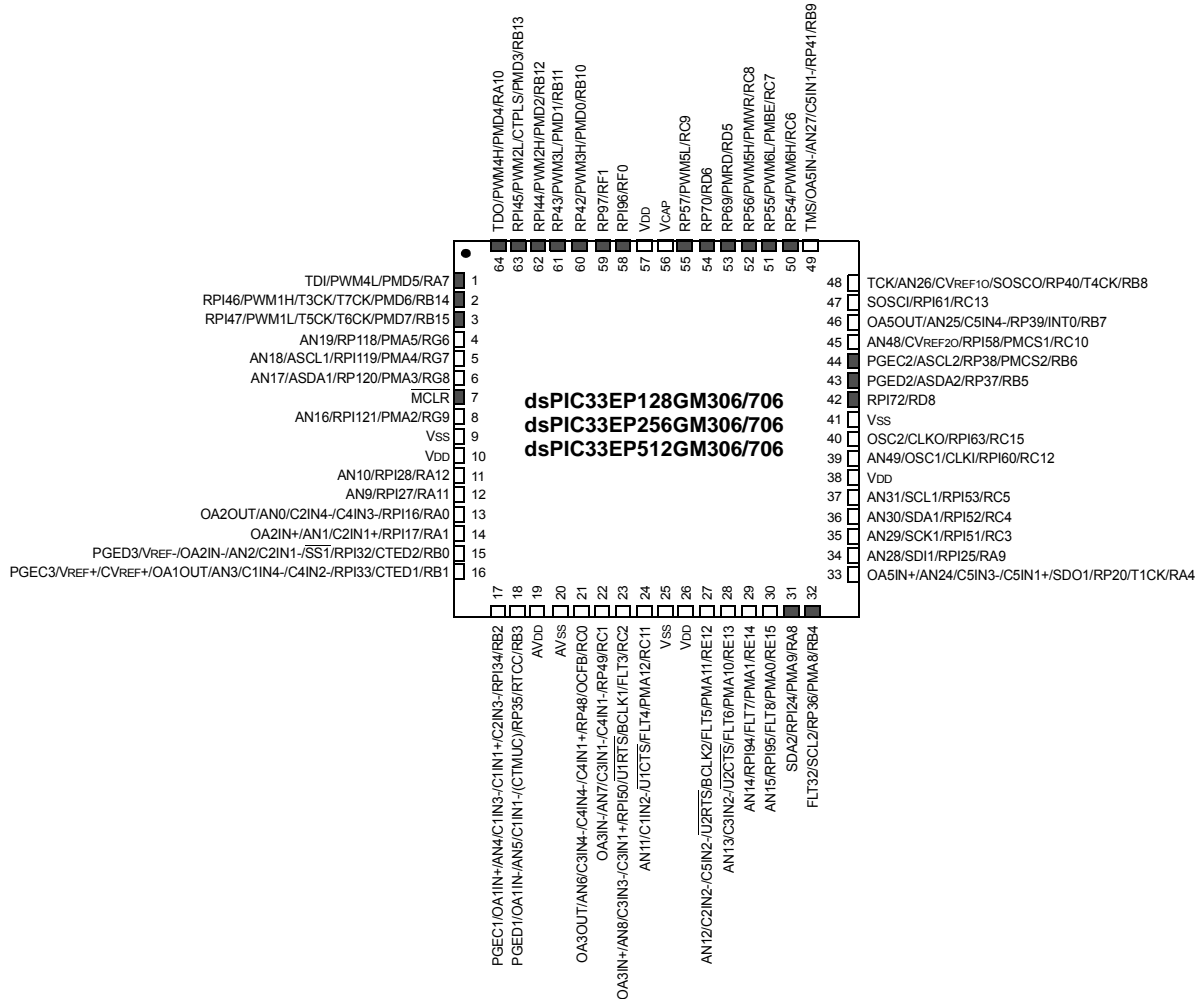 TDO/PWM4H/PMD4/RA10
RPI45/PWM2L/CTPLS/PMD3/RB13
RPI44/PWM2H/PMD2/RB12
RP43/PWM3L/PMD1/RB11
RP42/PWM3H/PMD0/RB10
RP97/RF1
RPI96/RF0
VDD
VCAP
RP57/PWM5L/RC9
RP70/RD6
RP69/PMRD/RD5
RP56/PWM5H/PMWR/RC8
RP55/PWM6L/PMBE/RC7
RP54/PWM6H/RC6
TMS/OA5IN-/AN27/C5IN1-/RP41/RB9
64 63 62 61 60 59 58 57 56 55 54 53 52 51 50 49
TDI/PWM4L/PMD5/RA7 1
RPI46/PWM1H/T3CK/T7CK/PMD6/RB14 2
RPI47/PWM1L/T5CK/T6CK/PMD7/RB15 3
AN19/RP118/PMA5/RG6 4
AN18/ASCL1/RPI119/PMA4/RG7 5
AN17/ASDA1/RP120/PMA3/RG8 6
MCLR 7
AN16/RPI121/PMA2/RG9 8
VSS 9
VDD 10
AN10/RPI28/RA12 11
AN9/RPI27/RA11 12
OA2OUT/AN0/C2IN4-/C4IN3-/RPI16/RA0 13
OA2IN+/AN1/C2IN1+/RPI17/RA1 14
PGED3/VREF-/OA2IN-/AN2/C2IN1-/SS1/RPI32/CTED2/RB0 15
PGEC3/VREF+/CVREF+/OA1OUT/AN3/C1IN4-/C4IN2-/RPI33/CTED1/RB1 16
dsPIC33EP128GM306/706
dsPIC33EP256GM306/706
dsPIC33EP512GM306/706
48 TCK/AN26/CVREF1O/SOSCO/RP40/T4CK/RB8
47 SOSCI/RPI61/RC13
46 OA5OUT/AN25/C5IN4-/RP39/INT0/RB7
45 AN48/CVREF2O/RPI58/PMCS1/RC10
44 PGEC2/ASCL2/RP38/PMCS2/RB6
43 PGED2/ASDA2/RP37/RB5
42 RPI72/RD8
41 VSS
40 OSC2/CLKO/RPI63/RC15
39 AN49/OSC1/CLKI/RPI60/RC12
38 VDD
37 AN31/SCL1/RPI53/RC5
36 AN30/SDA1/RPI52/RC4
35 AN29/SCK1/RPI51/RC3
34 AN28/SDI1/RPI25/RA9
33 OA5IN+/AN24/C5IN3-/C5IN1+/SDO1/RP20/T1CK/RA4
17 18 19 20 21 22 23 24 25 26 27 28 29 30 31 32
PGEC1/OA1IN+/AN4/C1IN3-/C1IN1+/C2IN3-/RPI34/RB2
PGED1/OA1IN-/AN5/C1IN1-/(CTMUC)/RP35/RTCC/RB3
AVDD
AVSS
OA3OUT/AN6/C3IN4-/C4IN4-/C4IN1+/RP48/OCFB/RC0
OA3IN-/AN7/C3IN1-/C4IN1-/RP49/RC1
OA3IN+/AN8/C3IN3-/C3IN1+/RPI50/U1RTS/BCLK1/FLT3/RC2
AN11/C1IN2-/U1CTS/FLT4/PMA12/RC11
VSS
VDD
AN12/C2IN2-/C5IN2-/U2RTS/BCLK2/FLT5/PMA11/RE12
AN13/C3IN2-/U2CTS/FLT6/PMA10/RE13
AN14/RPI94/FLT7/PMA1/RE14
AN15/RPI95/FLT8/PMA0/RE15
SDA2/RPI24/PMA9/RA8
FLT32/SCL2/RP36/PMA8/RB4